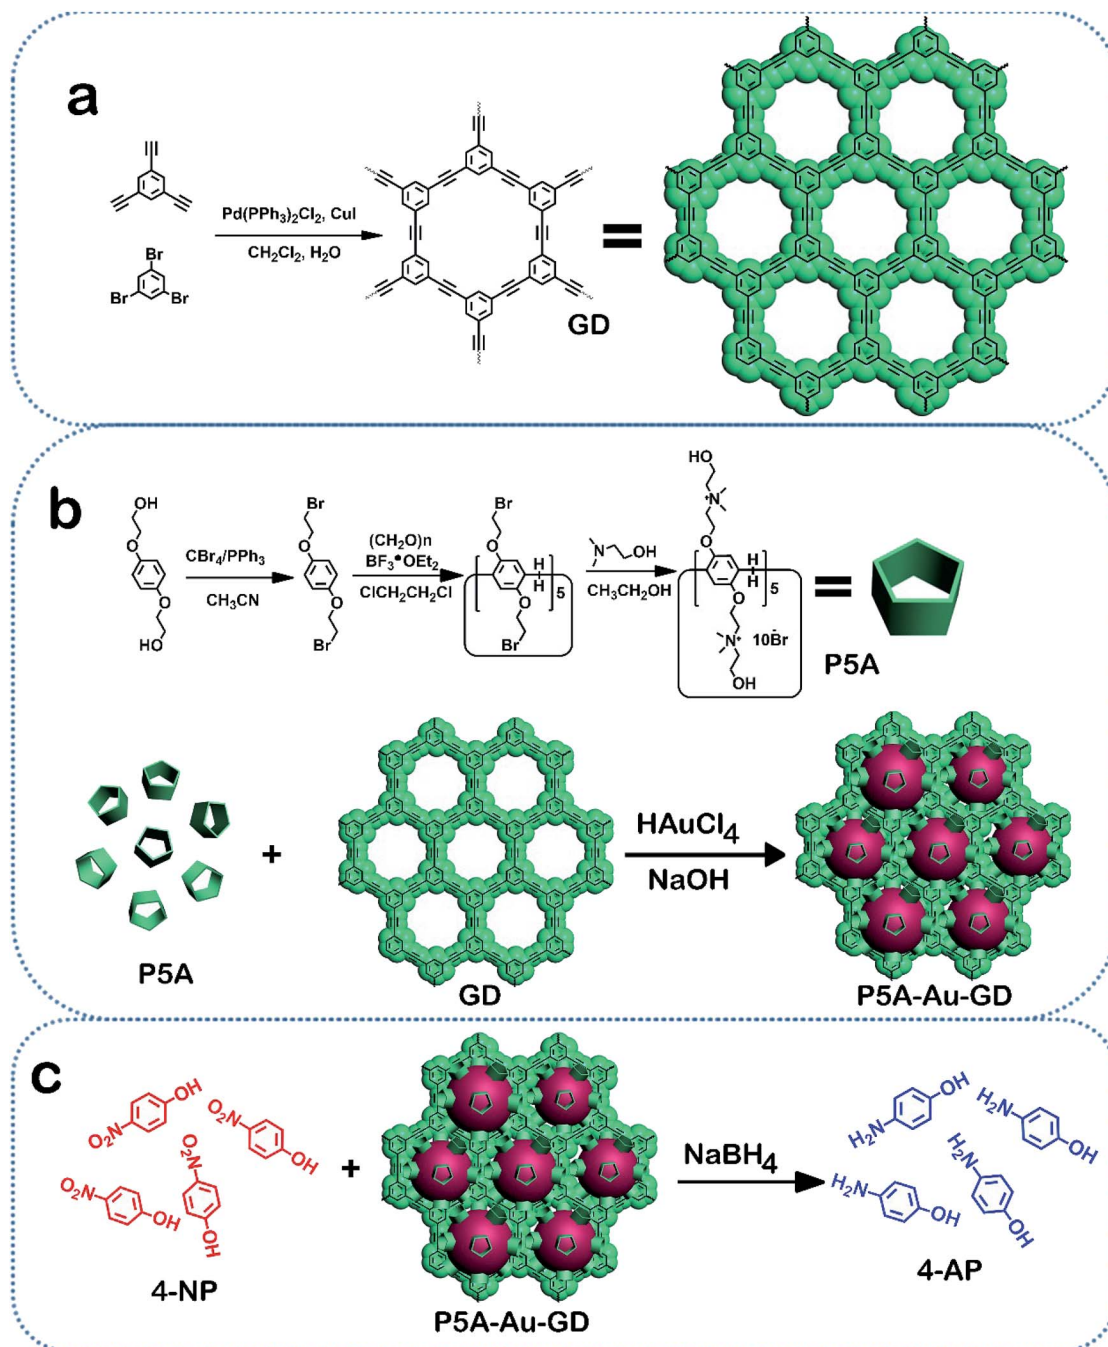 a
Br
Br
Br
Pd(PPh3)2Cl2, CuI
CH2Cl2, H2O
GD
=
b
OH
O
O
HO
CBr4/PPh3
CH3CN
Br
O
O
Br
(CH2O)n
BF3•OEt2
ClCH2CH2Cl
Br
O
H
H
5
O
Br
N
OH
CH3CH2OH
HO
N+
O
H
H
5
O
N+
10Br-
OH
=
P5A
P5A
+
GD
HAuCl4
NaOH
P5A-Au-GD
c
O2N
OH
O2N
OH
O2N
OH
O2N
OH
4-NP
+
P5A-Au-GD
NaBH4
H2N
OH
H2N
OH
H2N
OH
H2N
OH
4-AP